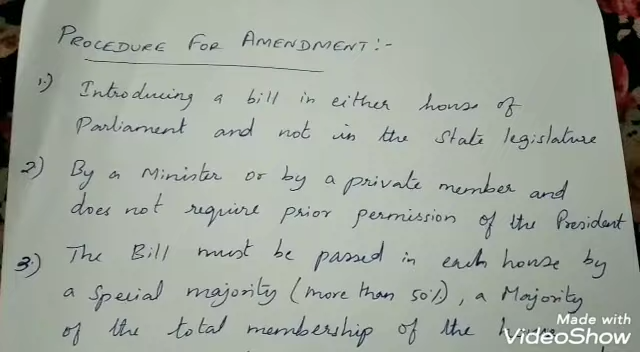 PROCEDURE FOR AMENDMENT:-
1.) Introducing a bill in either house of
Parliament and not in the State legislature
2.) By a Minister or by a private member and
does not require prior permission of the President
3.) The Bill must be passed in each house by
a special majority (more than 50%), a Majority
of the total membership of the house
Made with
VideoShow